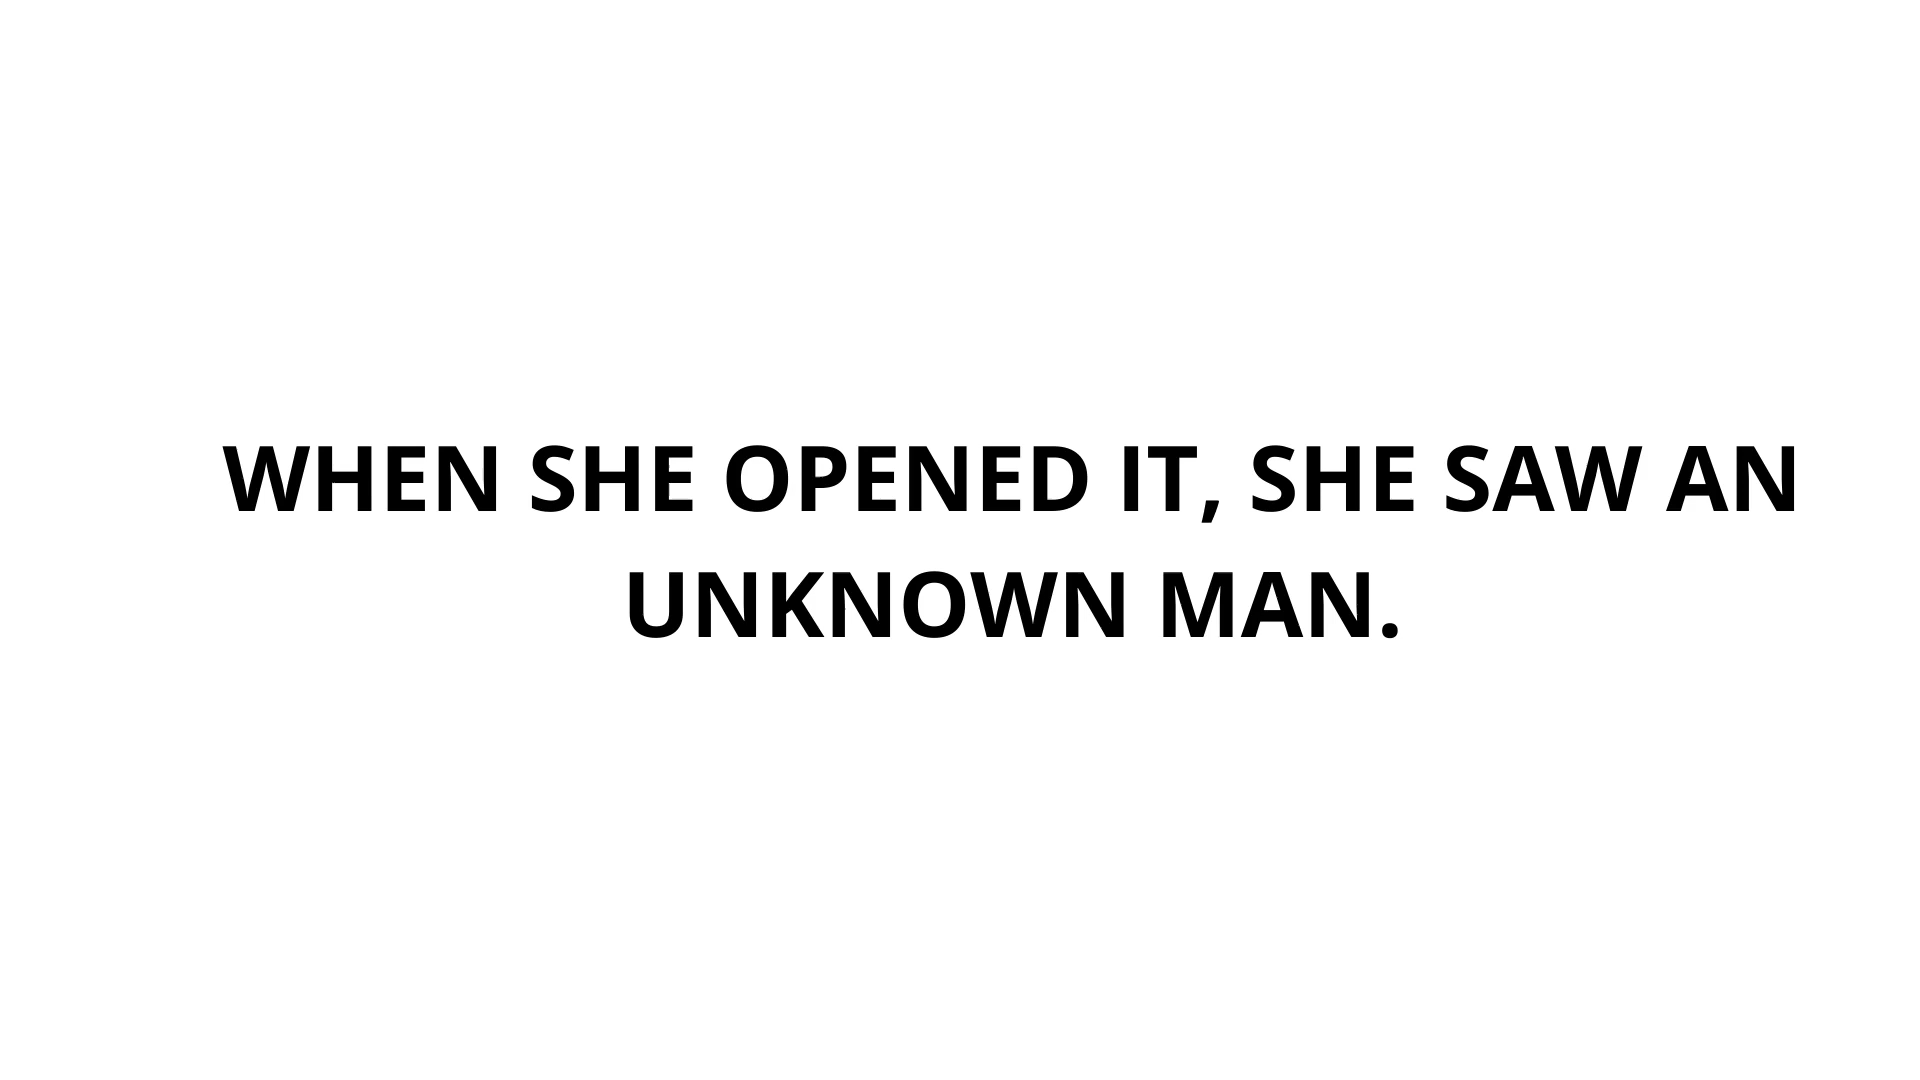 WHEN SHE OPENED IT, SHE SAW AN
UNKNOWN MAN.